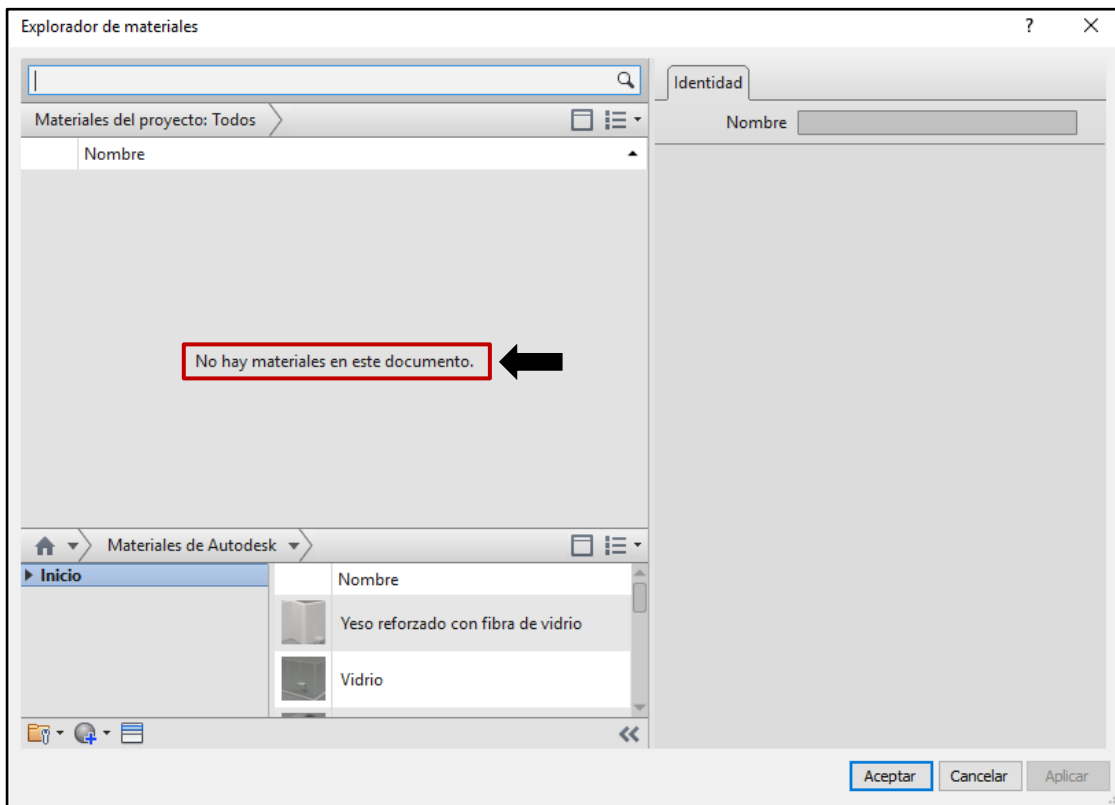 Explorador de materiales
?
Identidad
Materiales del proyecto: Todos
Nombre
Nombre
No hay materiales en este documento.
Materiales de Autodesk
Inicio
Nombre
Yeso reforzado con fibra de vidrio
Vidrio
Aceptar
Cancelar
Aplicar